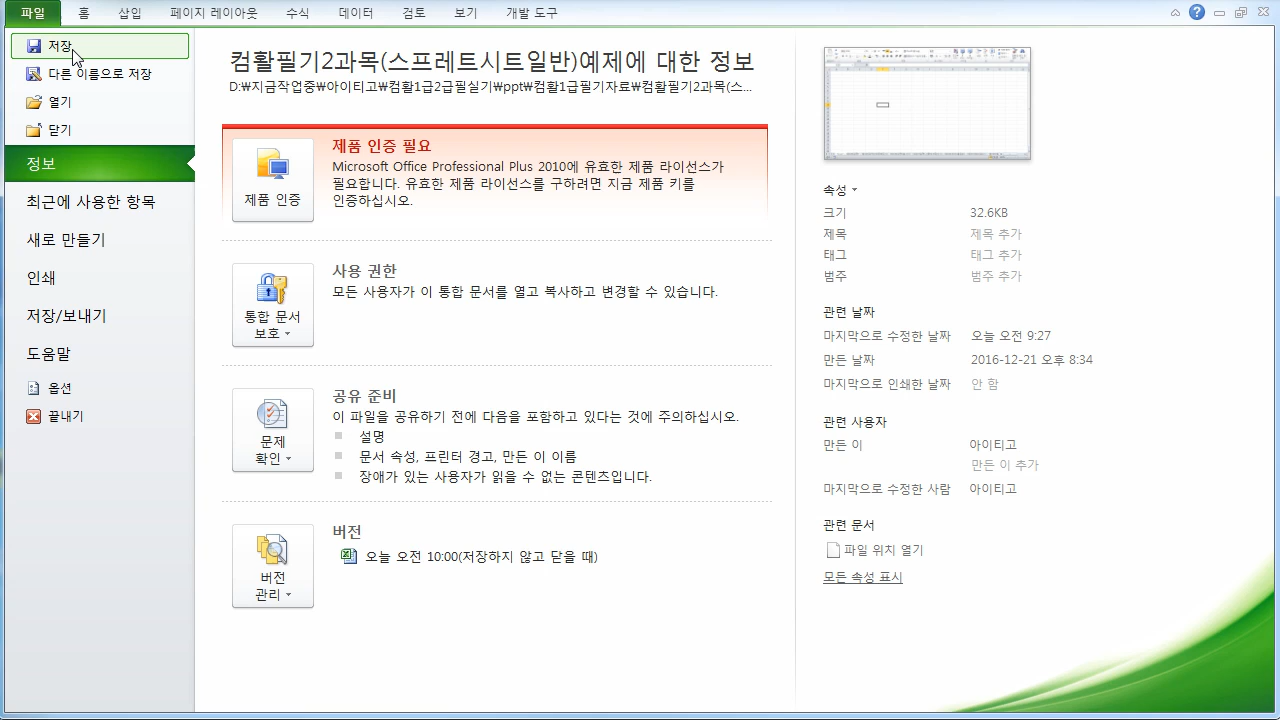 파일 홈 삽입 페이지 레이아웃 수식 데이터 검토 보기 개발 도구
저장
다른 이름으로 저장
열기
닫기
정보
최근에 사용한 항목
새로 만들기
인쇄
저장/보내기
도움말
옵션
끝내기
컴활필기2과목(스프레트시트일반)예제에 대한 정보
D:₩지금작업중₩아이티고₩컴활1급2급필실기₩ppt₩컴활1급필기자료₩컴활필기2과목(스...
제품 인증
제품 인증 필요
Microsoft Office Professional Plus 2010에 유효한 제품 라이선스가
필요합니다. 유효한 제품 라이선스를 구하려면 지금 제품 키를
인증하십시오.
통합 문서
보호
사용 권한
모든 사용자가 이 통합 문서를 열고 복사하고 변경할 수 있습니다.
문제
확인
공유 준비
이 파일을 공유하기 전에 다음을 포함하고 있다는 것에 주의하십시오.
설명
문서 속성, 프린터 경고, 만든 이 이름
장애가 있는 사용자가 읽을 수 없는 콘텐츠입니다.
버전
관리
버전
오늘 오전 10:00(저장하지 않고 닫을 때)
속성
크기 32.6KB
제목 제목 추가
태그 태그 추가
범주 범주 추가
관련 날짜
마지막으로 수정한 날짜 오늘 오전 9:27
만든 날짜 2016-12-21 오후 8:34
마지막으로 인쇄한 날짜 안 함
관련 사용자
만든 이 아이티고
만든 이 추가
마지막으로 수정한 사람 아이티고
관련 문서
파일 위치 열기
모든 속성 표시